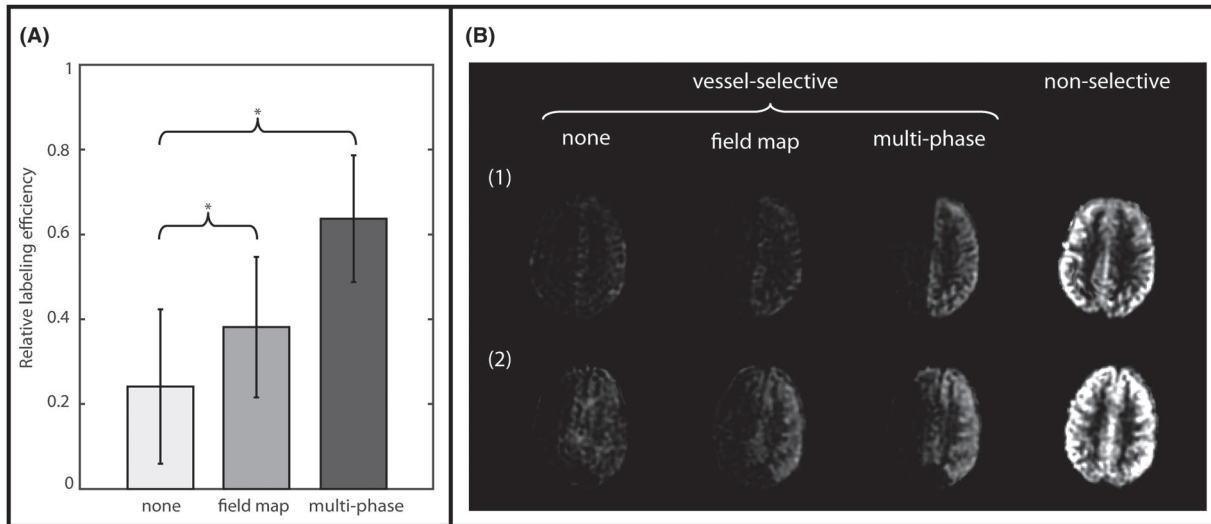 (A)
Relative labeling efficiency
1
0.8
0.6
0.4
0.2
0
*
*
none field map multi-phase
(B)
vessel-selective non-selective
none field map multi-phase
(1)
(2)